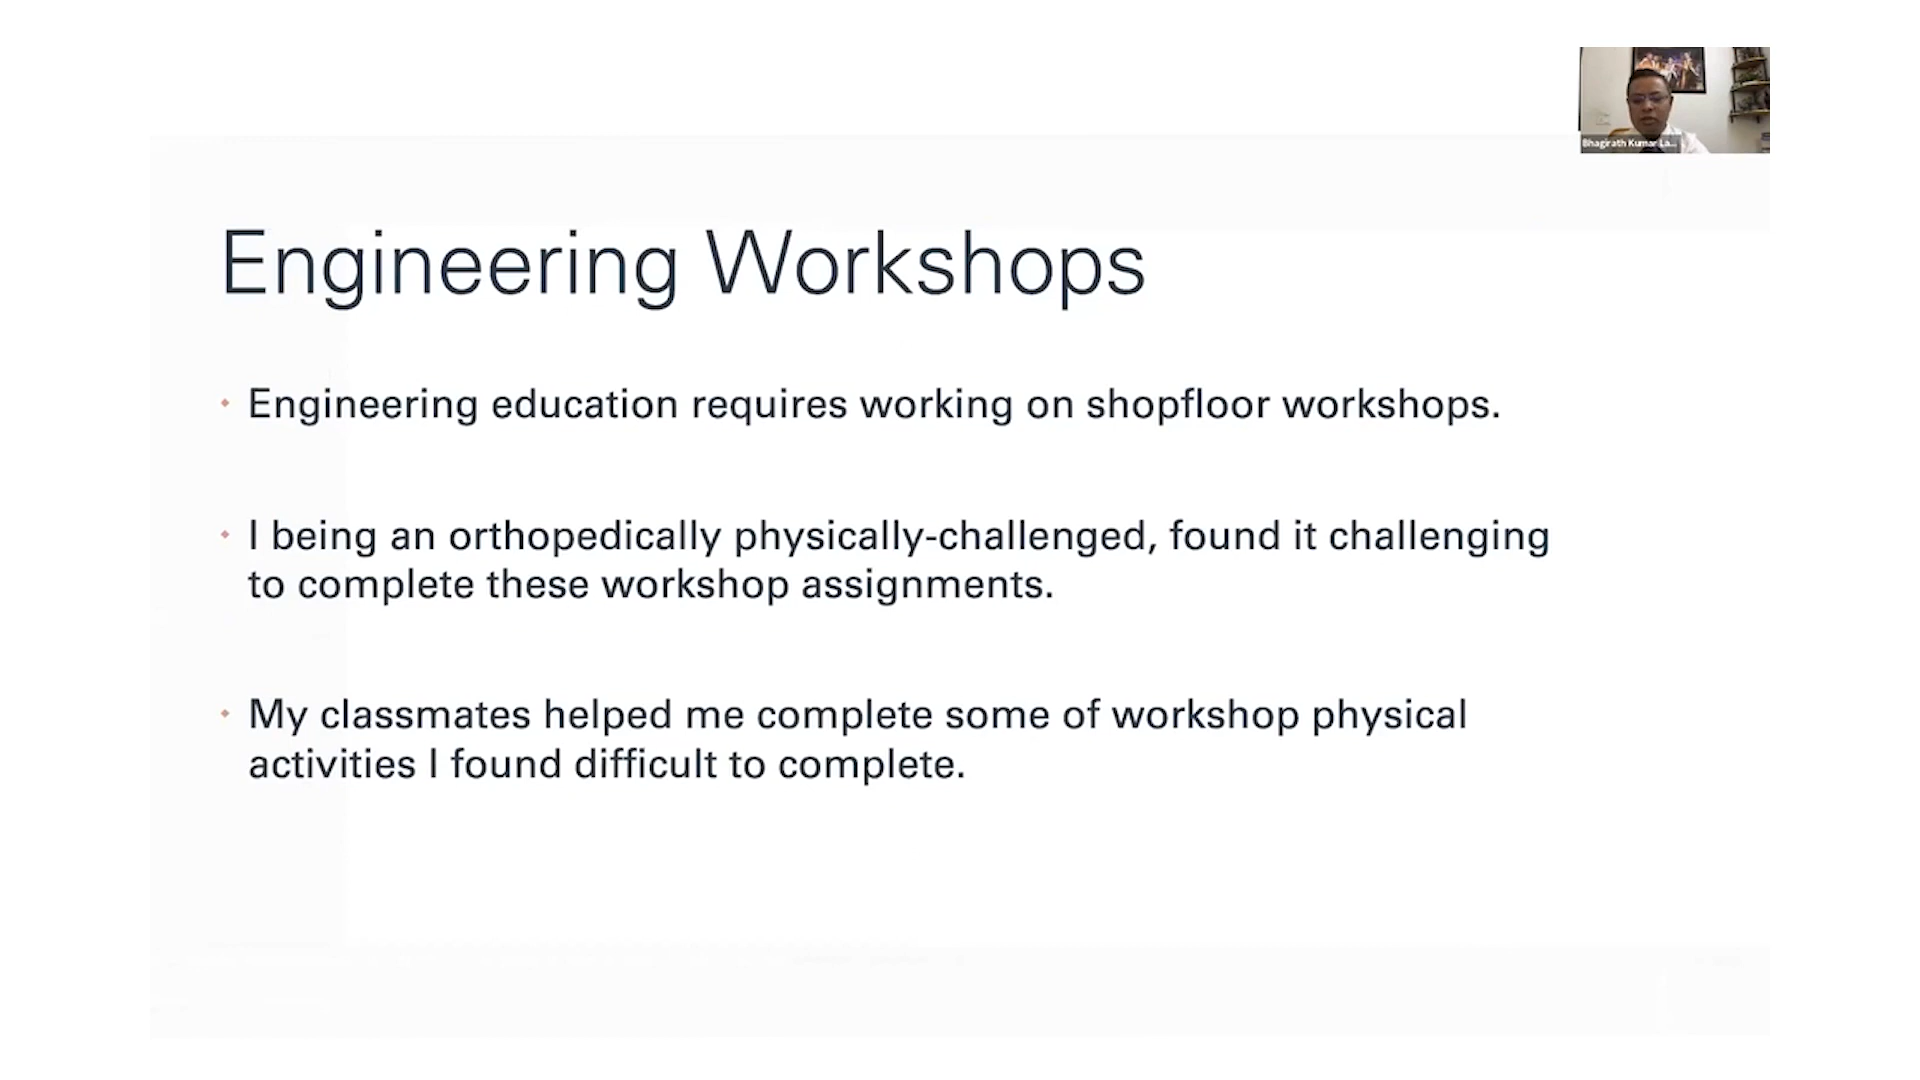 Bhagirath Kumar La...
Engineering Workshops
Engineering education requires working on shopfloor workshops.
I being an orthopedically physically-challenged, found it challenging
to complete these workshop assignments.
My classmates helped me complete some of workshop physical
activities I found difficult to complete.